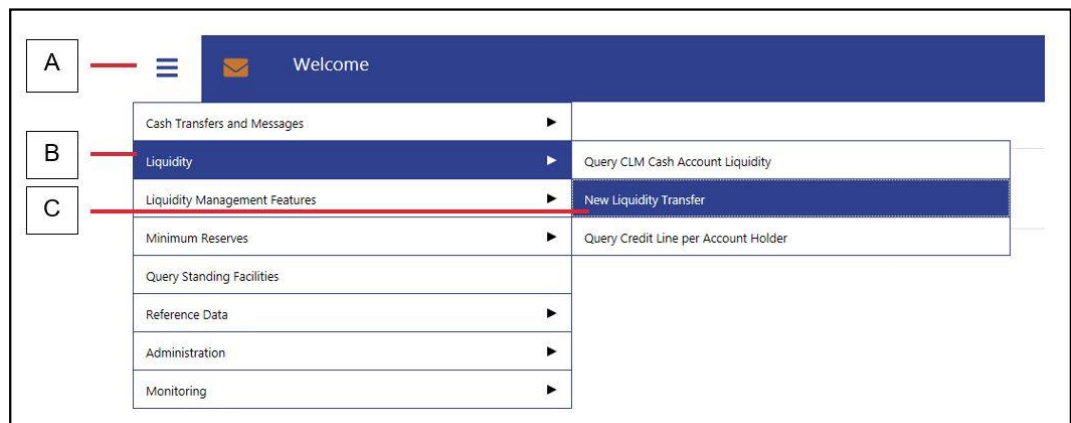 A
Welcome
Cash Transfers and Messages
B
Liquidity
Query CLM Cash Account Liquidity
C
Liquidity Management Features
New Liquidity Transfer
Minimum Reserves
Query Credit Line per Account Holder
Query Standing Facilities
Reference Data
Administration
Monitoring